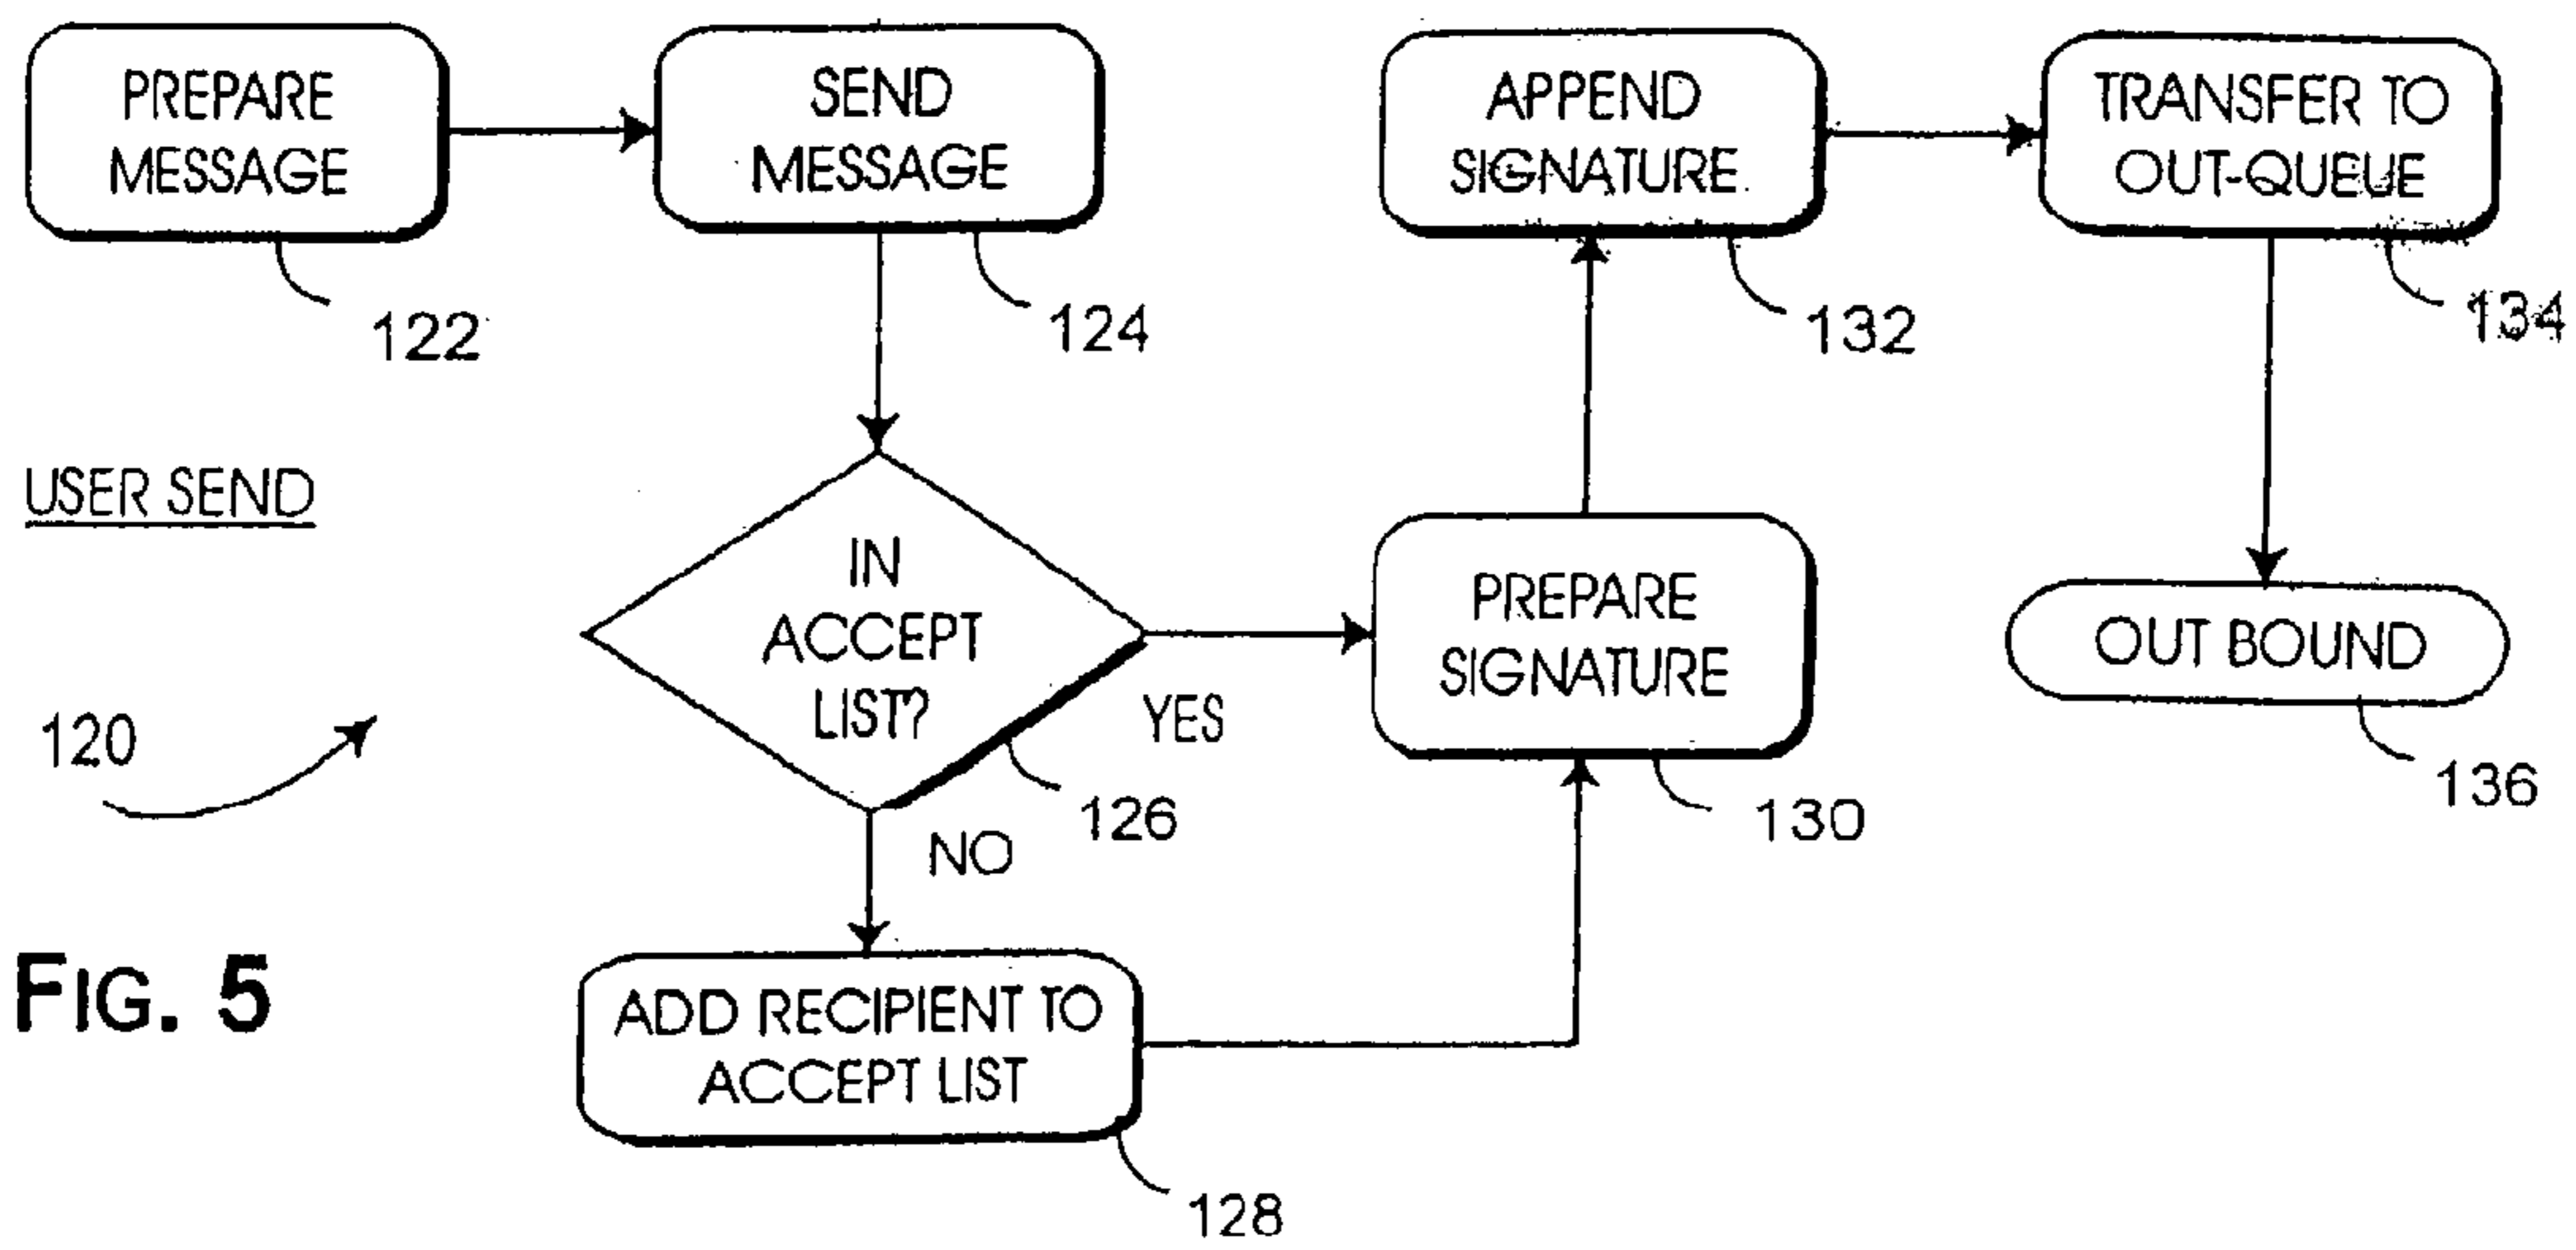 PREPARE
MESSAGE
122
SEND
MESSAGE
124
APPEND
SIGNATURE
132
TRANSFER TO
OUT-QUEUE
134
USER SEND
IN
ACCEPT
LIST?
126
YES
NO
PREPARE
SIGNATURE
130
OUT BOUND
136
120
ADD RECIPIENT TO
ACCEPT LIST
128
FIG. 5